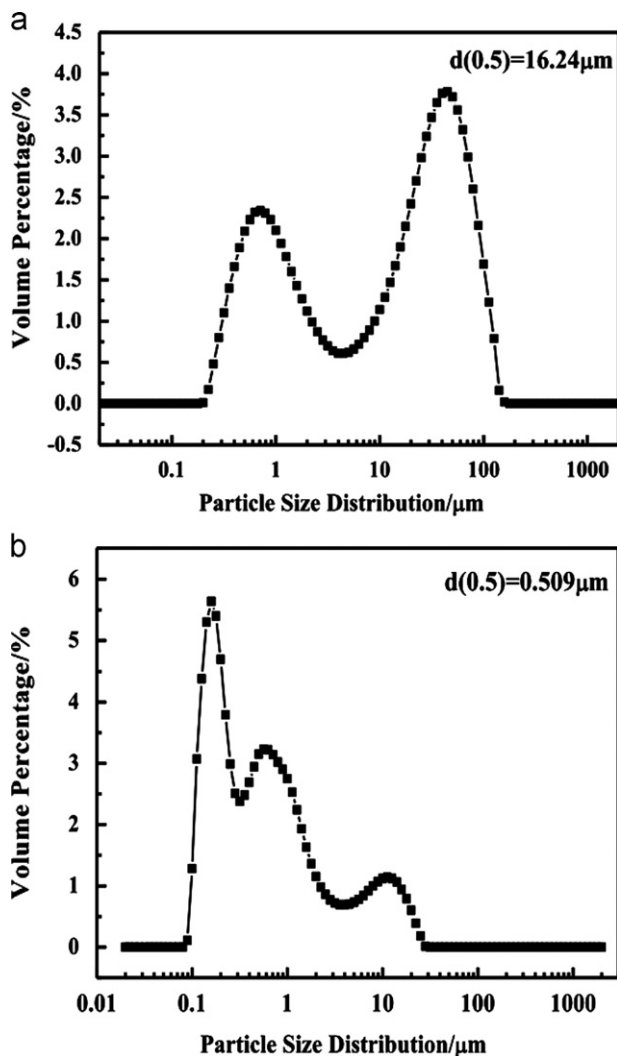 a
4.5
d(0.5)=16.24μm
4.0
3.5
3.0
2.5
2.0
1.5
1.0
0.5
0.0
-0.5
Volume Percentage/%
0.1 1 10 100 1000
Particle Size Distribution/μm
b
6
d(0.5)=0.509μm
5
4
3
2
1
0
Volume Percentage/%
0.01 0.1 1 10 100 1000
Particle Size Distribution/μm